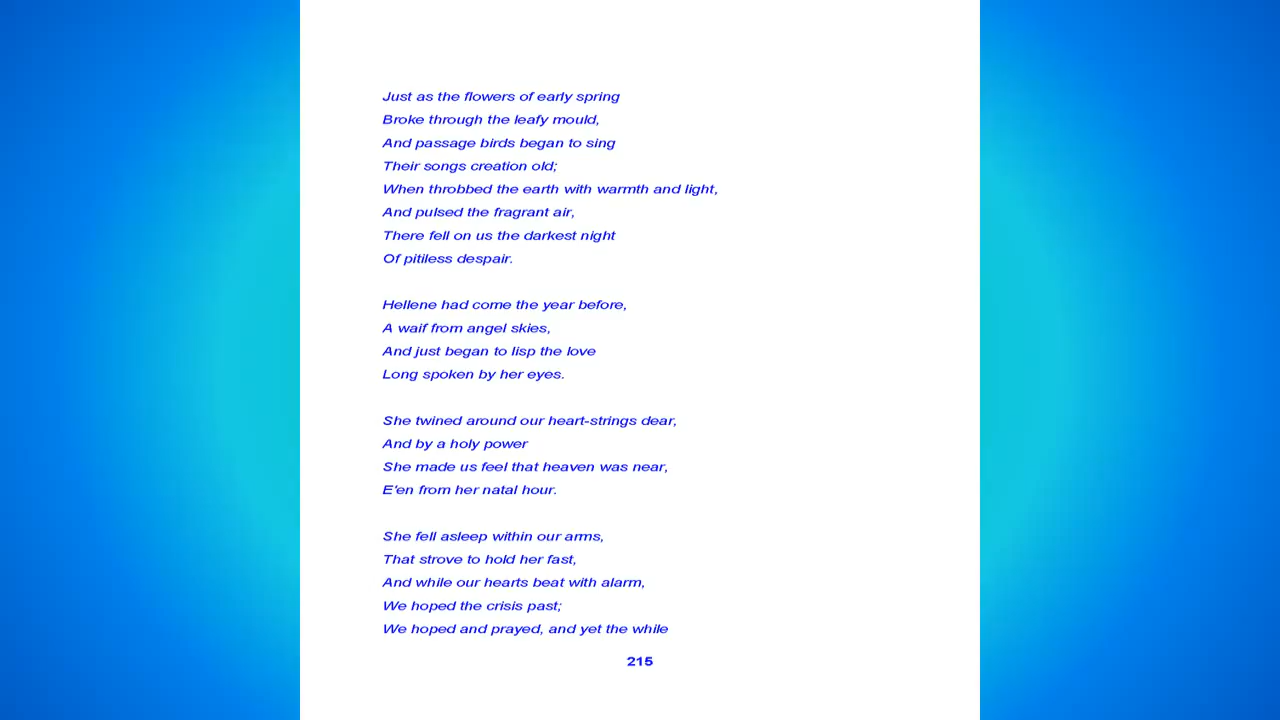 Just as the flowers of early spring
Broke through the leafy mould,
And passage birds began to sing
Their songs creation old;
When throbbed the earth with warmth and light,
And pulsed the fragrant air,
There fell on us the darkest night
Of pitiless despair.
Hellene had come the year before,
A waif from angel skies,
And just began to lisp the love
Long spoken by her eyes.
She twined around our heart-strings dear,
And by a holy power
She made us feel that heaven was near,
E'en from her natal hour.
She fell asleep within our arms,
That strove to hold her fast,
And while our hearts beat with alarm,
We hoped the crisis past;
We hoped and prayed, and yet the while
215